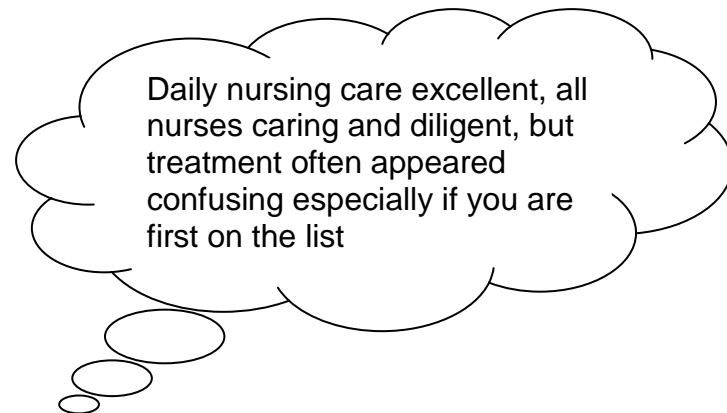 Daily nursing care excellent, all
nurses caring and diligent, but
treatment often appeared
confusing especially if you are
first on the list